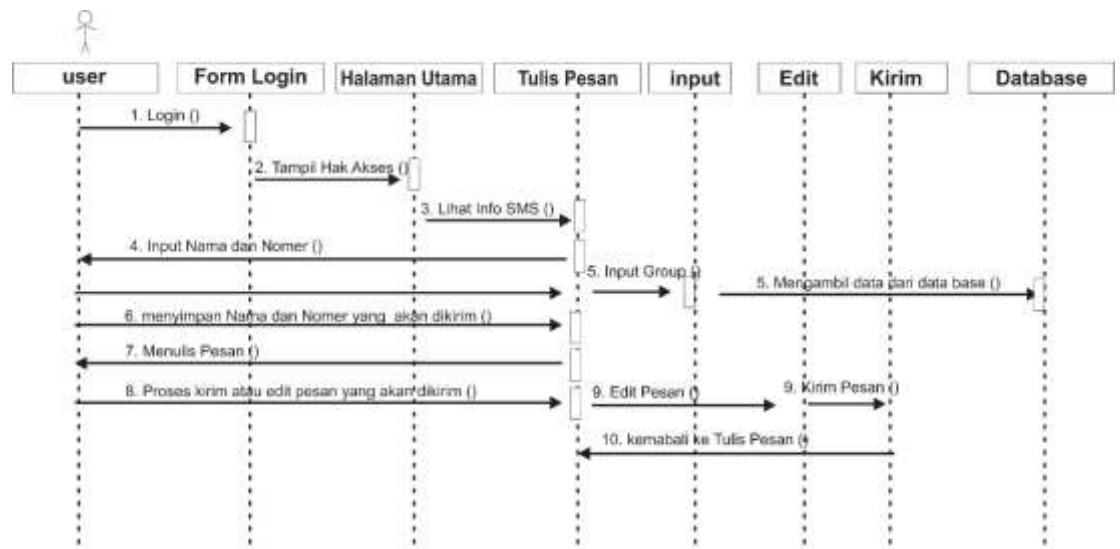 user
Form Login
Halaman Utama
Tulis Pesan
input
Edit
Kirim
Database
1. Login ()
2. Tampil Hak Akses ()
3. Lihat Info SMS ()
4. Input Nama dan Nomer ()
5. Input Group ()
5. Mengambil data dari data base ()
6. menyimpan Nama dan Nomer yang akan dikirim ()
7. Menulis Pesan ()
8. Proses kirim atau edit pesan yang akan dikirim ()
9. Edit Pesan ()
9. Kirim Pesan ()
10. kemabali ke Tulis Pesan ()